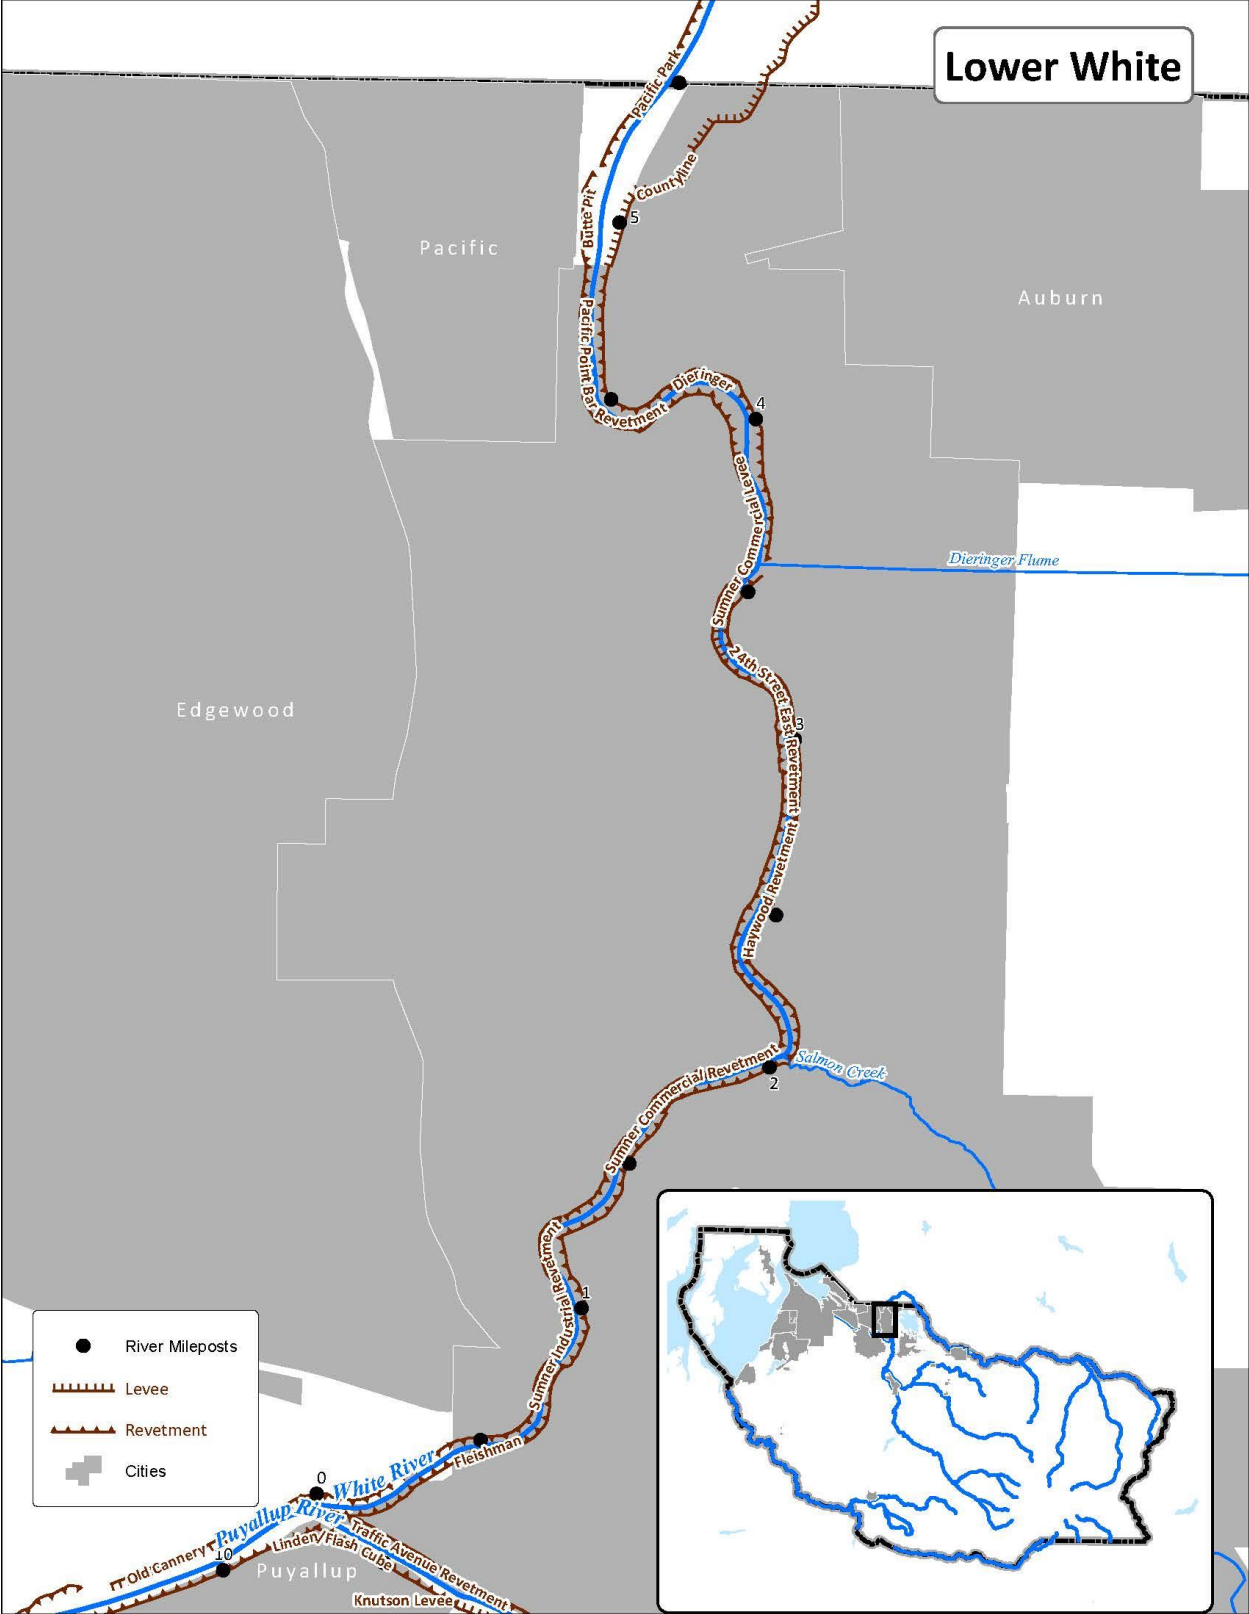 Lower White
Pacific Park
Countyline
Butte Pit
5
Pacific
Auburn
Pacific Point Bar Revetment
Dieringer
4
Sumner Commercial Levee
Dieringer Flume
24th Street East Revetment
3
Edgewood
Haywood Revetment
Salmon Creek
Sumner Commercial Revetment
2
Sumner Industrial Revetment
1
River Mileposts
Levee
Revetment
Cities
Fleishman
White River
0
Puyallup River
Traffic Avenue Revetment
Linden/Flash Cube
Old Cannery
10
Puyallup
Knutson Levee